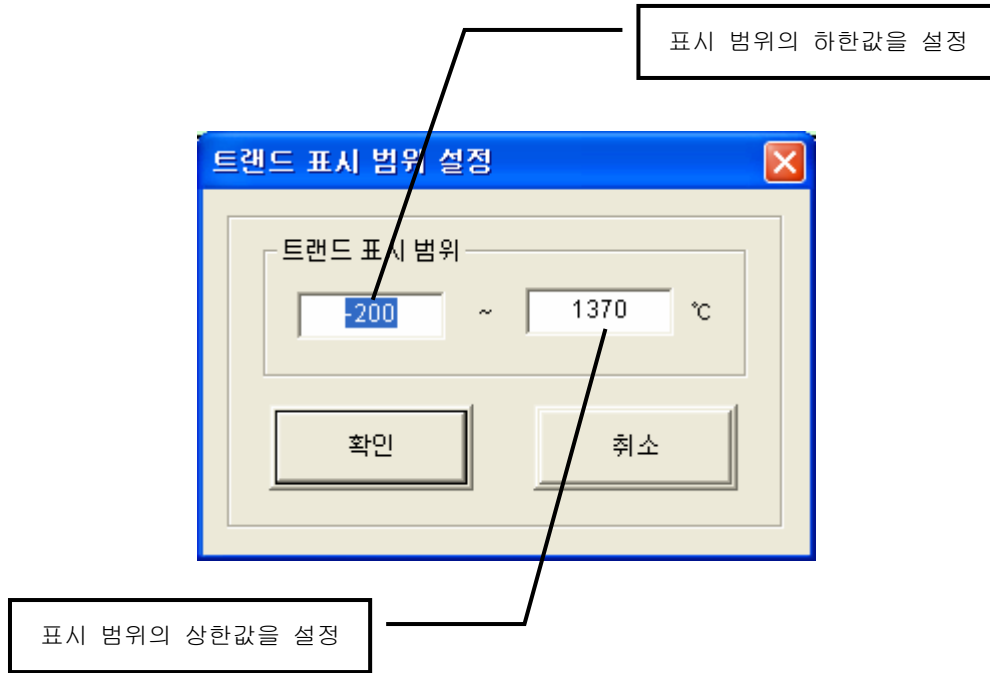 표시 범위의 하한값을 설정
트랜드 표시 범위 설정
트랜드 표시 범위
-200 ~ 1370 ℃
확인 취소
표시 범위의 상한값을 설정